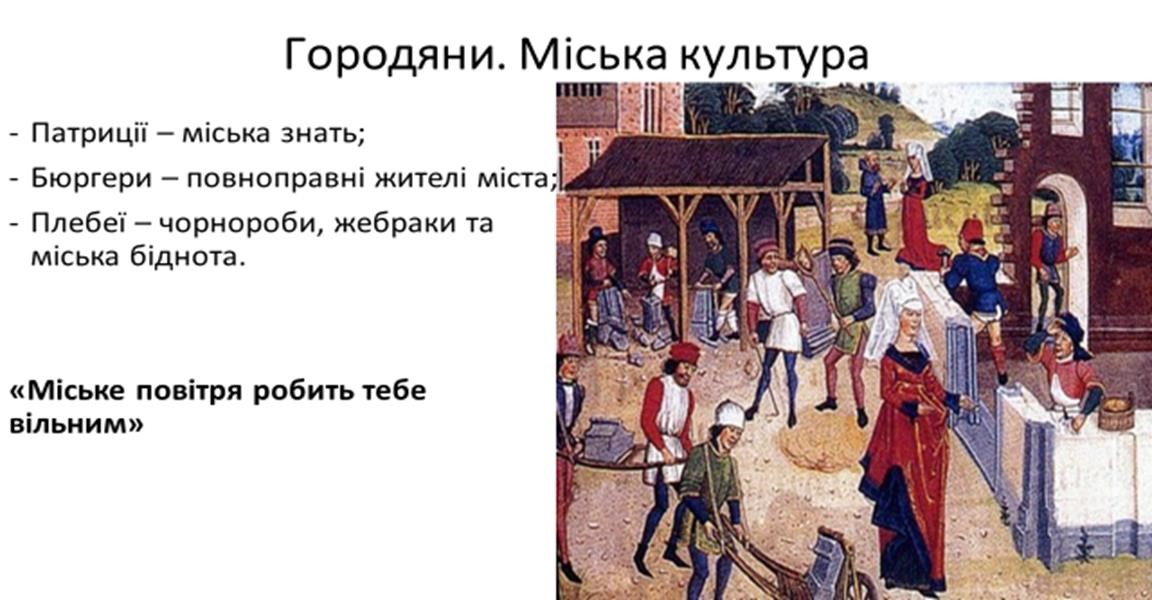 Городяни. Міська культура
- Патриції – міська знать;
- Бюргери – повноправні жителі міста;
- Плебеї – чорнороби, жебраки та
міська біднота.
«Міське повітря робить тебе
вільним»